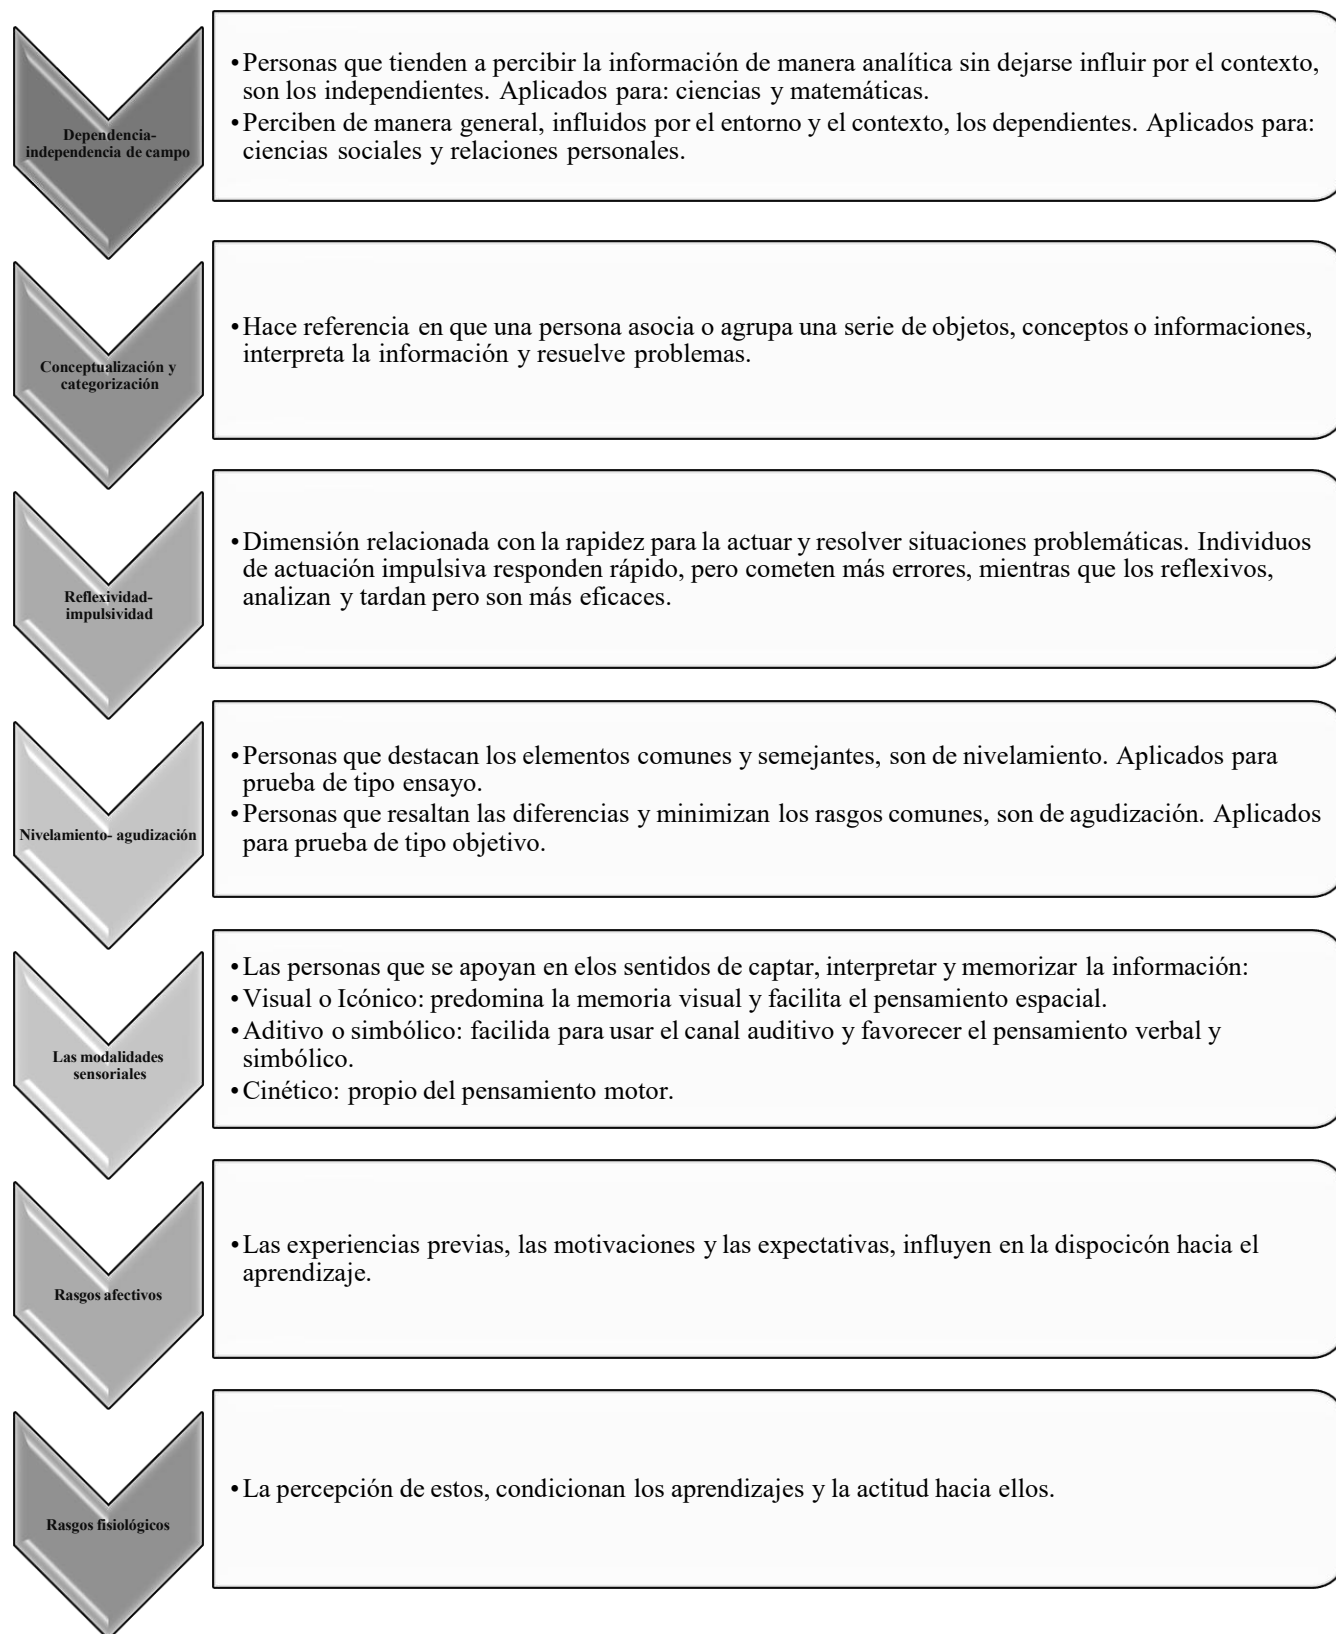 Dependencia-
independencia de campo
•Personas que tienden a percibir la información de manera analítica sin dejarse influir por el contexto,
son los independientes. Aplicados para: ciencias y matemáticas.
•Perciben de manera general, influidos por el entorno y el contexto, los dependientes. Aplicados para:
ciencias sociales y relaciones personales.
Conceptualización y
categorización
•Hace referencia en que una persona asocia o agrupa una serie de objetos, conceptos o informaciones,
interpreta la información y resuelve problemas.
Reflexividad-
impulsividad
•Dimensión relacionada con la rapidez para la actuar y resolver situaciones problemáticas. Individuos
de actuación impulsiva responden rápido, pero cometen más errores, mientras que los reflexivos,
analizan y tardan pero son más eficaces.
Nivelamiento- agudización
•Personas que destacan los elementos comunes y semejantes, son de nivelamiento. Aplicados para
prueba de tipo ensayo.
•Personas que resaltan las diferencias y minimizan los rasgos comunes, son de agudización. Aplicados
para prueba de tipo objetivo.
Las modalidades
sensoriales
•Las personas que se apoyan en elos sentidos de captar, interpretar y memorizar la información:
•Visual o Icónico: predomina la memoria visual y facilita el pensamiento espacial.
•Aditivo o simbólico: facilida para usar el canal auditivo y favorecer el pensamiento verbal y
simbólico.
•Cinético: propio del pensamiento motor.
Rasgos afectivos
•Las experiencias previas, las motivaciones y las expectativas, influyen en la dispocicón hacia el
aprendizaje.
Rasgos fisiológicos
•La percepción de estos, condicionan los aprendizajes y la actitud hacia ellos.